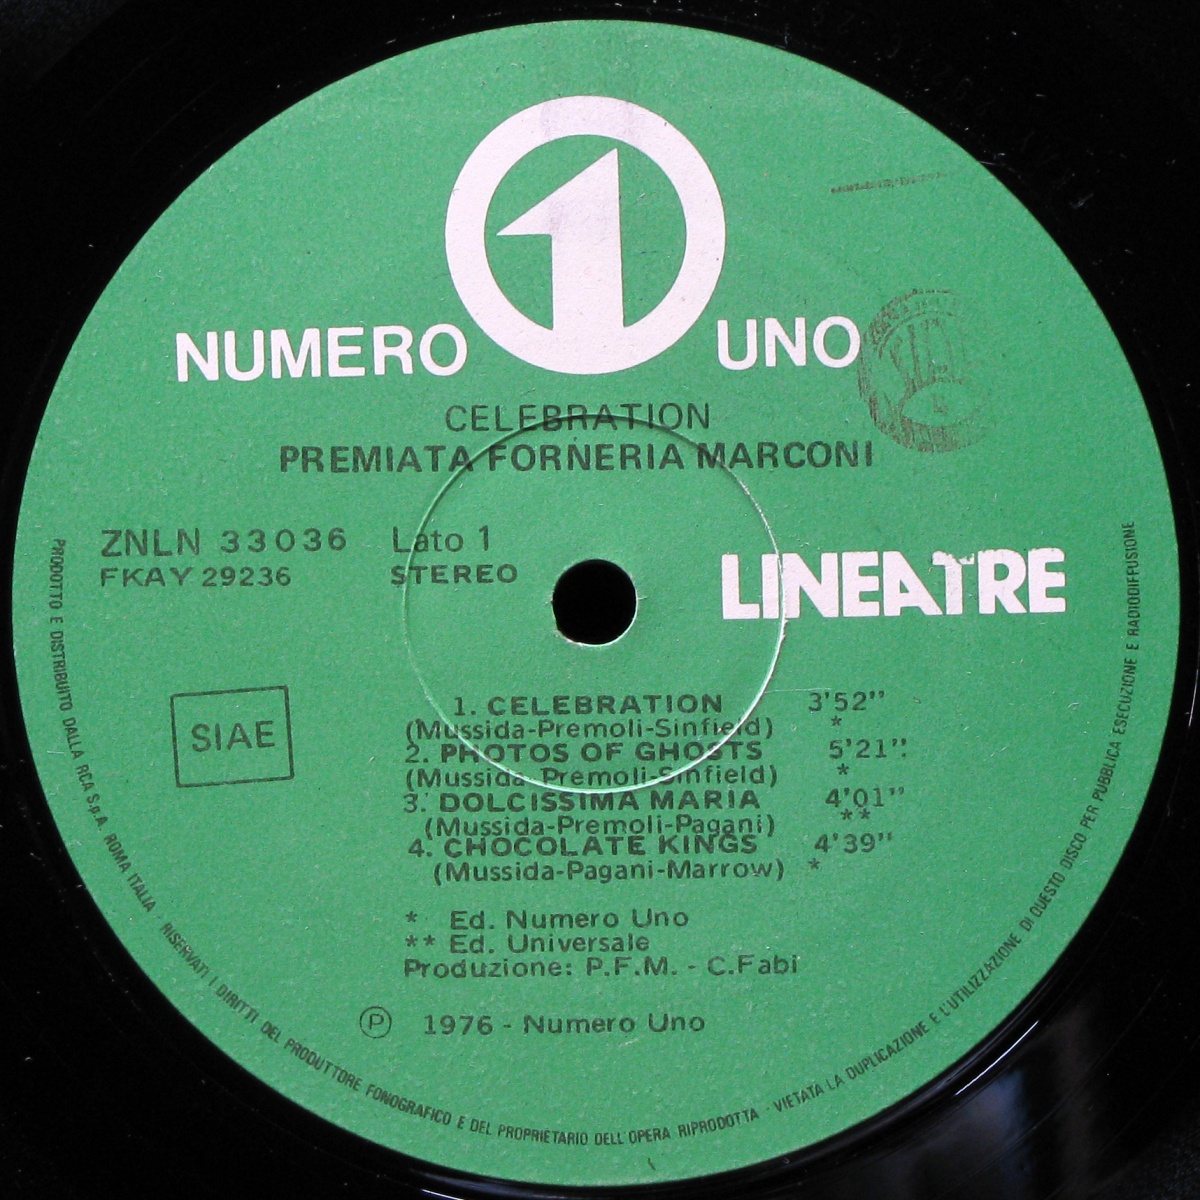 1
NUMERO UNO
CELEBRATION
PREMIATA FORNERIA MARCONI
ZNLN 33036 Lato 1
FKAY 29236 STEREO
LINEATRE
SIAE
1. CELEBRATION 3'52"
(Mussida-Premoli-Sinfield) *
2. PHOTOS OF GHOSTS 5'21"
(Mussida-Premoli-Sinfield) *
3. DOLCISSIMA MARIA 4'01"
(Mussida-Premoli-Pagani) **
4. CHOCOLATE KINGS 4'39"
(Mussida-Pagani-Marrow) *
* Ed. Numero Uno
** Ed. Universale
Produzione: P.F.M. - C.Fabi
Ⓟ 1976 - Numero Uno
PRODOTTO E DISTRIBUITO DALLA RCA S.p.A. ROMA ITALIA · RISERVATI I DIRITTI DEL PRODUTTORE FONOGRAFICO E DEL PROPRIETARIO DELL'OPERA RIPRODOTTA · VIETATA LA DUPLICAZIONE E L'UTILIZZAZIONE DI QUESTO DISCO PER PUBBLICA ESECUZIONE E RADIODIFFUSIONE